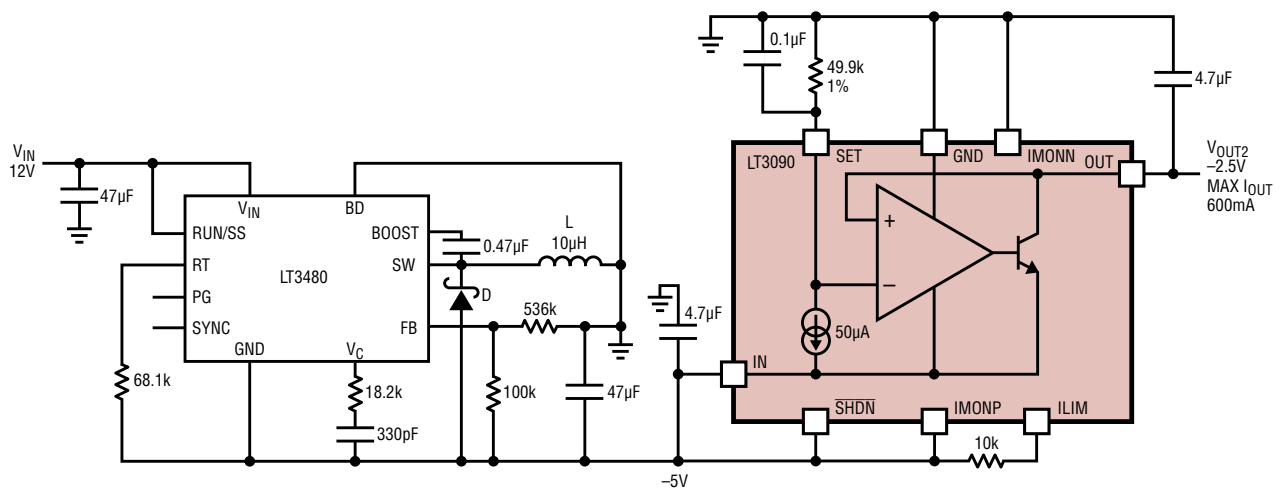 V_IN
12V
47µF
V_IN
BD
RUN/SS
RT
PG
SYNC
LT3480
BOOST
SW
FB
GND
V_C
0.47µF
L
10µH
D
536k
68.1k
18.2k
330pF
100k
47µF
–5V
0.1µF
49.9k
1%
4.7µF
LT3090
SET
GND
IMONN
OUT
V_OUT2
–2.5V
MAX I_OUT
600mA
+
–
50µA
4.7µF
IN
SHDN
IMONP
ILIM
10k